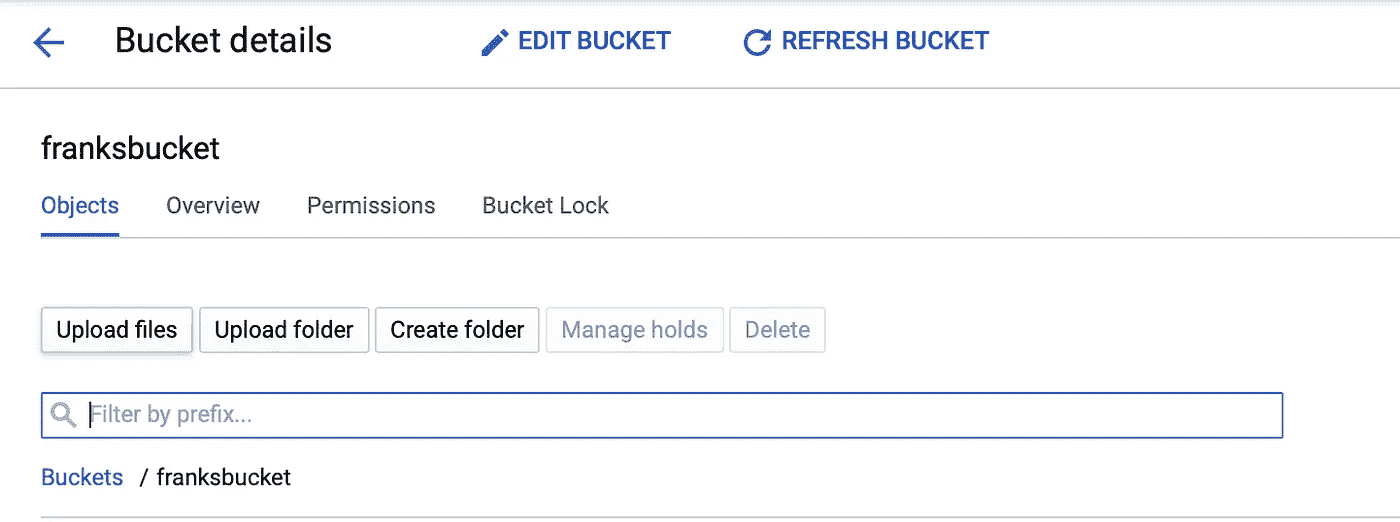 Bucket details EDIT BUCKET REFRESH BUCKET
franksbucket
Objects Overview Permissions Bucket Lock
Upload files Upload folder Create folder Manage holds Delete
Filter by prefix...
Buckets / franksbucket